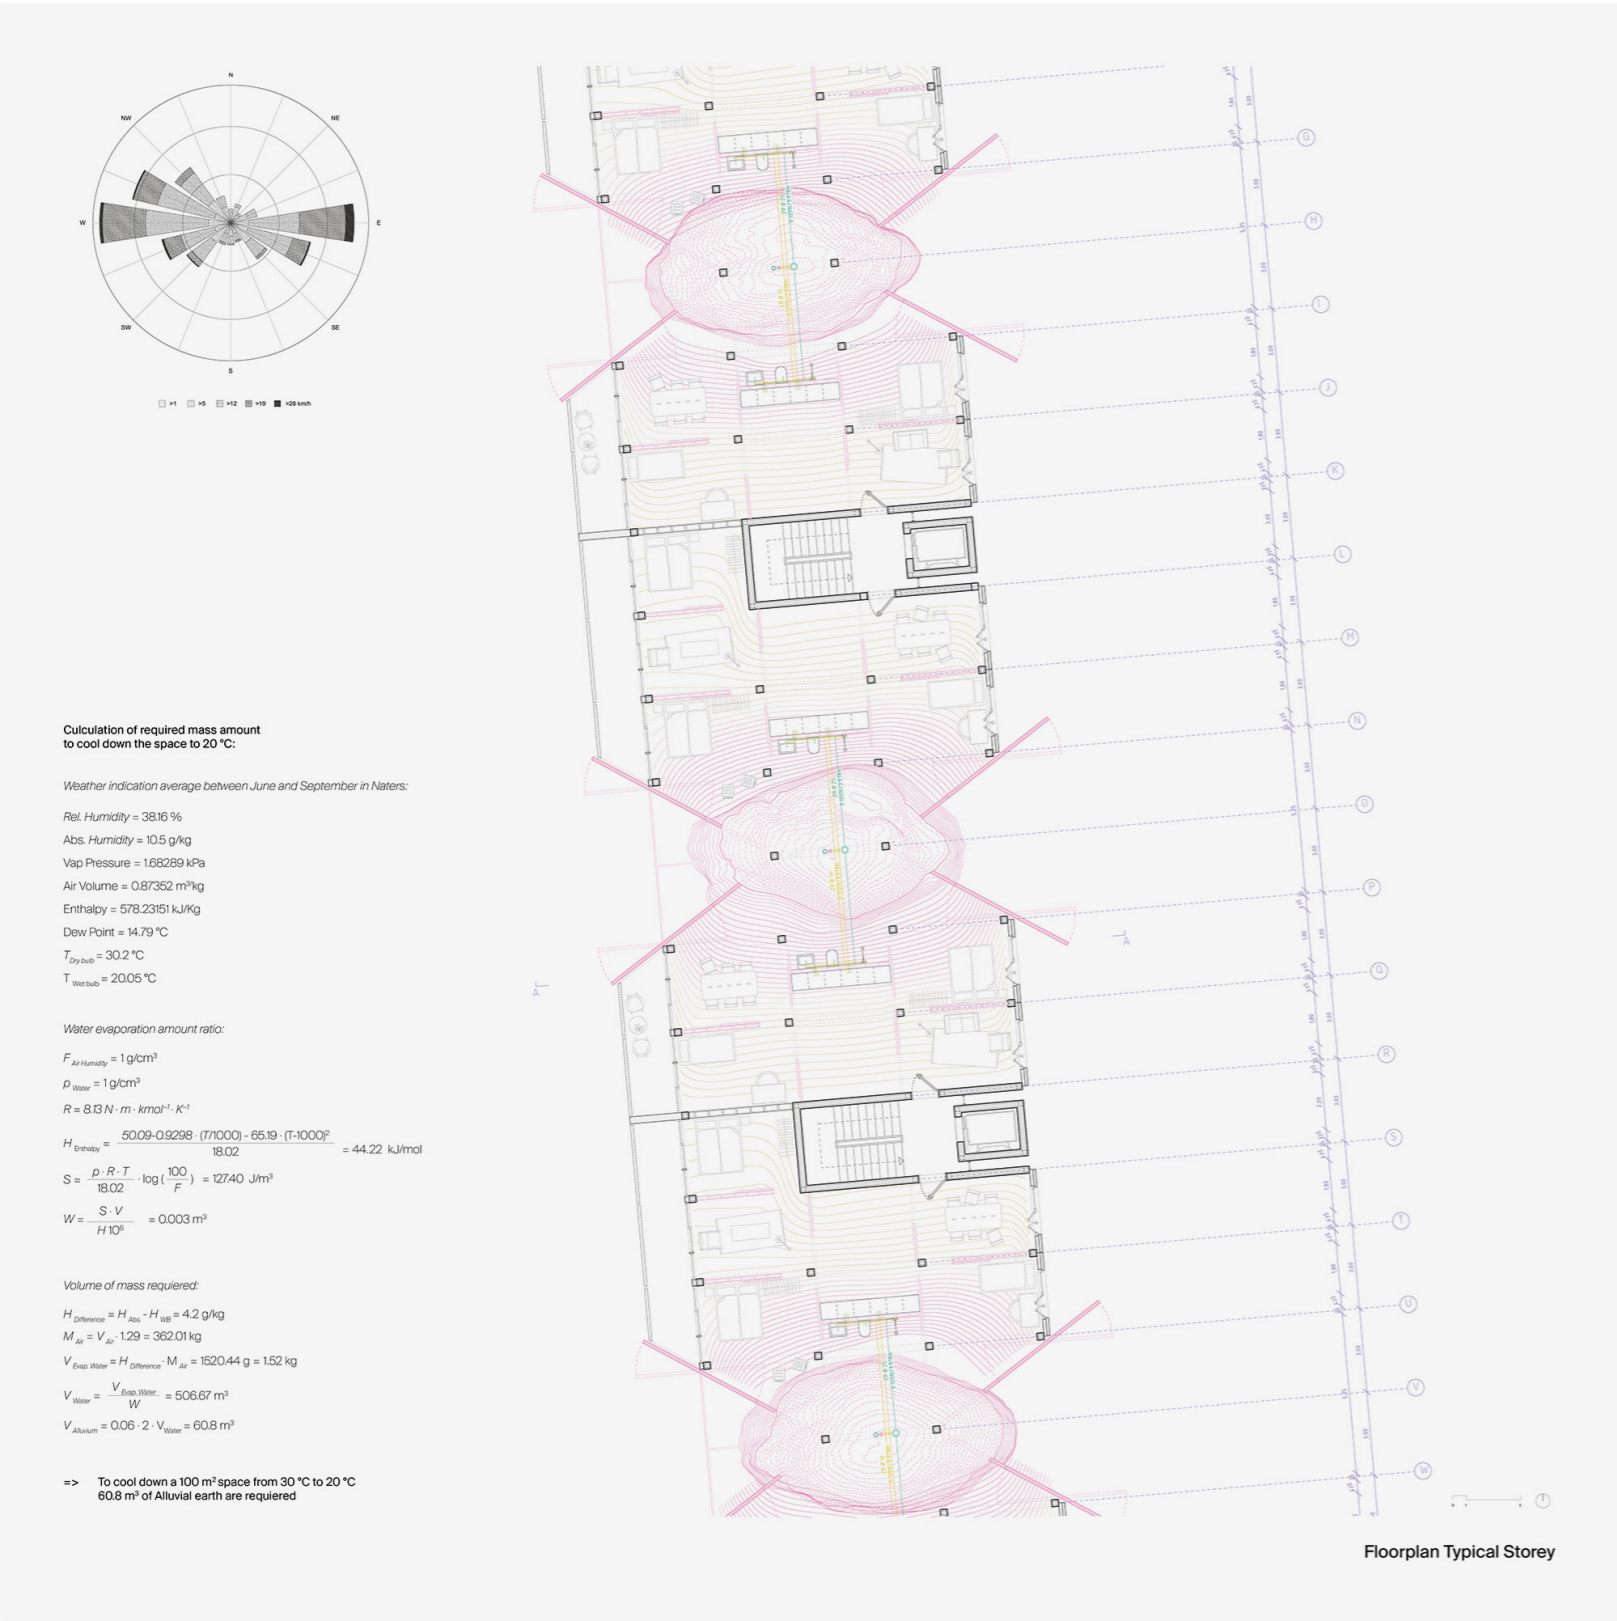 N
NW
NE
W
E
SW
SE
S
>1 >5 >12 >19 >28 km/h
Culculation of required mass amount
to cool down the space to 20 °C:
Weather indication average between June and September in Naters:
Rel. Humidity = 38.16 %
Abs. Humidity = 10.5 g/kg
Vap Pressure = 1.68289 kPa
Air Volume = 0.87352 m³/kg
Enthalpy = 578.23151 kJ/Kg
Dew Point = 14.79 °C
T Dry bulb = 30.2 °C
T Wet bulb = 20.05 °C
Water evaporation amount ratio:
F Air Humidity = 1 g/cm³
p Water = 1 g/cm³
R = 8.13 N · m · kmol⁻¹ · K⁻¹
H Enthalpy = 50.09-0.9298 · (T/1000) - 65.19 · (T-1000)² / 18.02 = 44.22 kJ/mol
S = p · R · T / 18.02 · log ( 100 / F ) = 127.40 J/m³
W = S · V / H 10⁶ = 0.003 m³
Volume of mass requiered:
H Difference = H Abs - H WB = 4.2 g/kg
M Air = V Air · 1.29 = 362.01 kg
V Evap. Water = H Difference · M Air = 1520.44 g = 1.52 kg
V Water = V Evap. Water / W = 506.67 m³
V Alluvium = 0.06 · 2 · V Water = 60.8 m³
=> To cool down a 100 m² space from 30 °C to 20 °C
60.8 m³ of Alluvial earth are requiered
G
H
I
J
K
L
M
N
O
P
A
Q
A
R
S
T
U
V
W
Floorplan Typical Storey